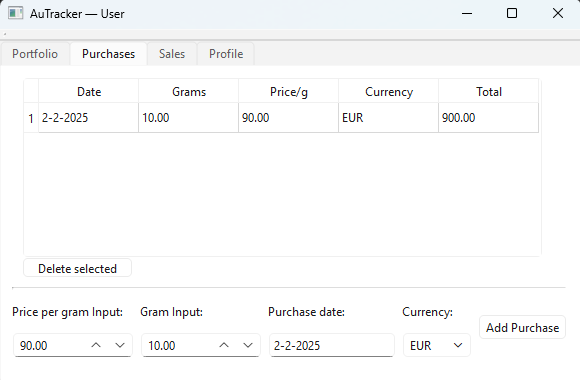 AuTracker — User
Portfolio Purchases Sales Profile
Date Grams Price/g Currency Total
1 2-2-2025 10.00 90.00 EUR 900.00
Delete selected
Price per gram Input: Gram Input: Purchase date: Currency:
90.00 10.00 2-2-2025 EUR Add Purchase